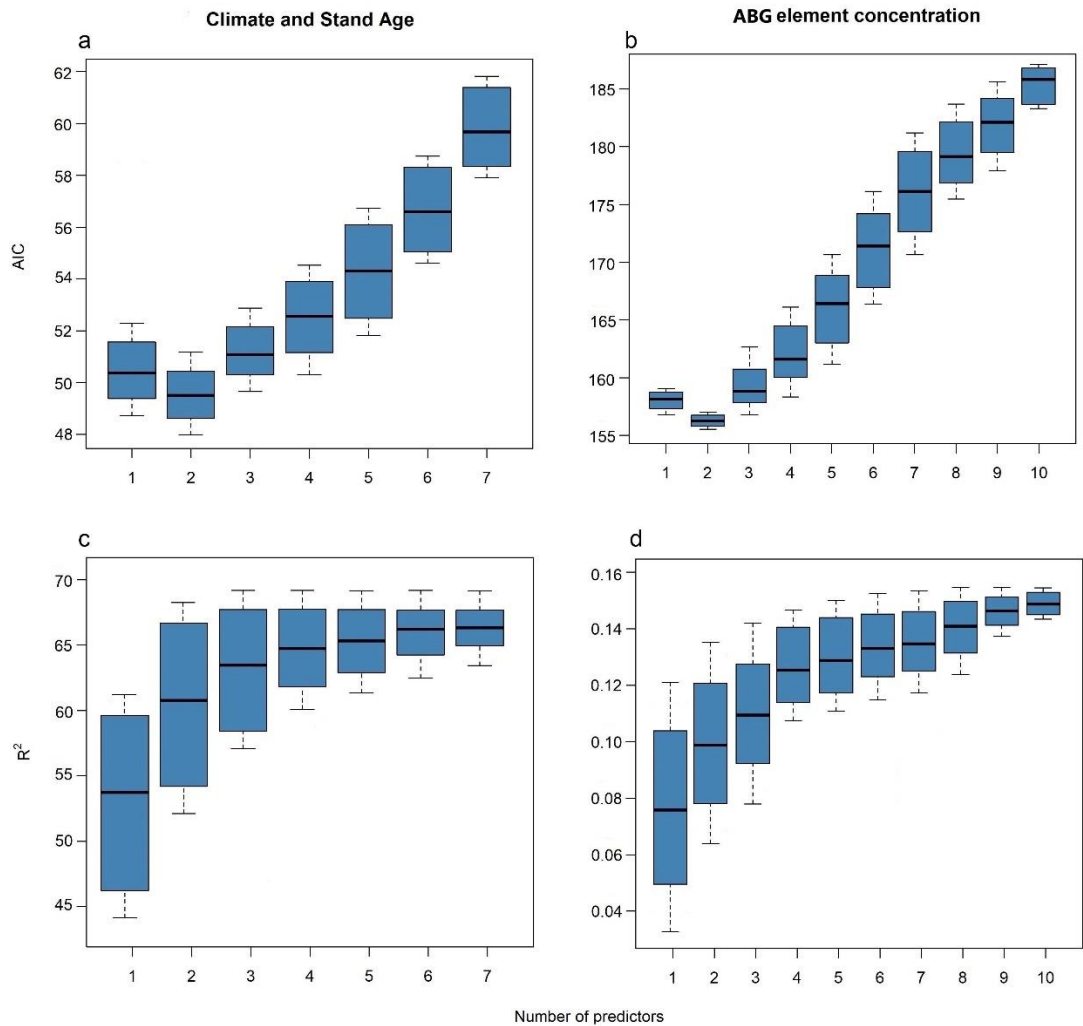 Climate and Stand Age
ABG element concentration
a
b
AIC
62
60
58
56
54
52
50
48
1 2 3 4 5 6 7
185
180
175
170
165
160
155
1 2 3 4 5 6 7 8 9 10
c
d
R²
70
65
60
55
50
45
1 2 3 4 5 6 7
0.16
0.14
0.12
0.10
0.08
0.06
0.04
1 2 3 4 5 6 7 8 9 10
Number of predictors